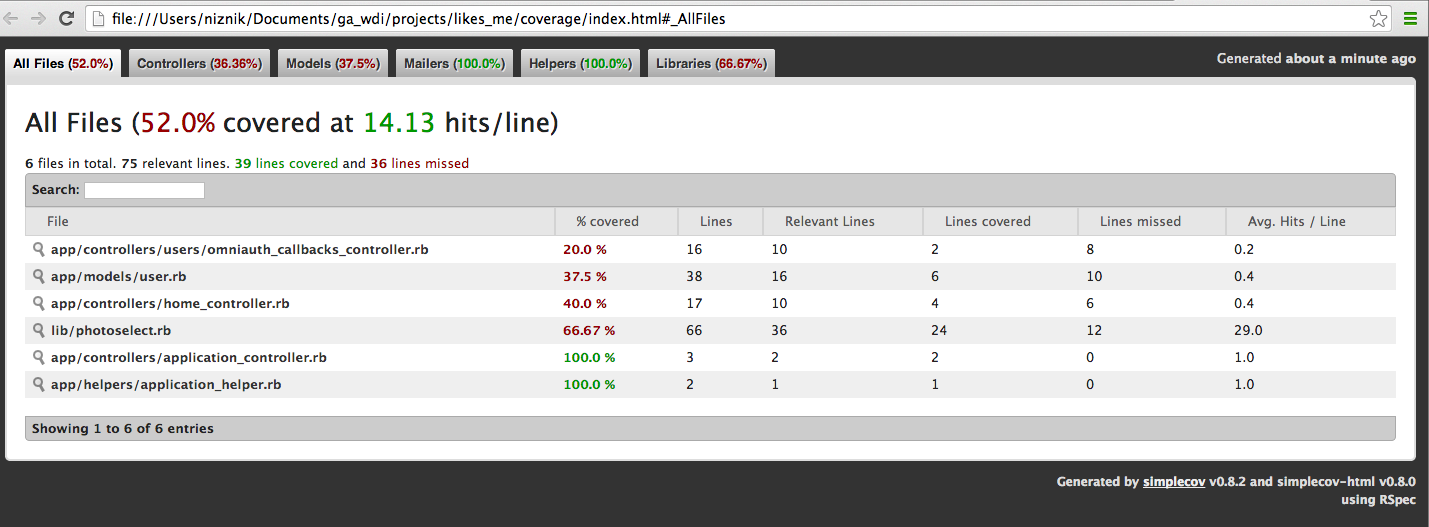 file:///Users/niznik/Documents/ga_wdi/projects/likes_me/coverage/index.html#_AllFiles
All Files (52.0%) Controllers (36.36%) Models (37.5%) Mailers (100.0%) Helpers (100.0%) Libraries (66.67%) Generated about a minute ago
All Files (52.0% covered at 14.13 hits/line)
6 files in total. 75 relevant lines. 39 lines covered and 36 lines missed
Search:
File % covered Lines Relevant Lines Lines covered Lines missed Avg. Hits / Line
app/controllers/users/omniauth_callbacks_controller.rb 20.0 % 16 10 2 8 0.2
app/models/user.rb 37.5 % 38 16 6 10 0.4
app/controllers/home_controller.rb 40.0 % 17 10 4 6 0.4
lib/photoselect.rb 66.67 % 66 36 24 12 29.0
app/controllers/application_controller.rb 100.0 % 3 2 2 0 1.0
app/helpers/application_helper.rb 100.0 % 2 1 1 0 1.0
Showing 1 to 6 of 6 entries
Generated by simplecov v0.8.2 and simplecov-html v0.8.0
using RSpec